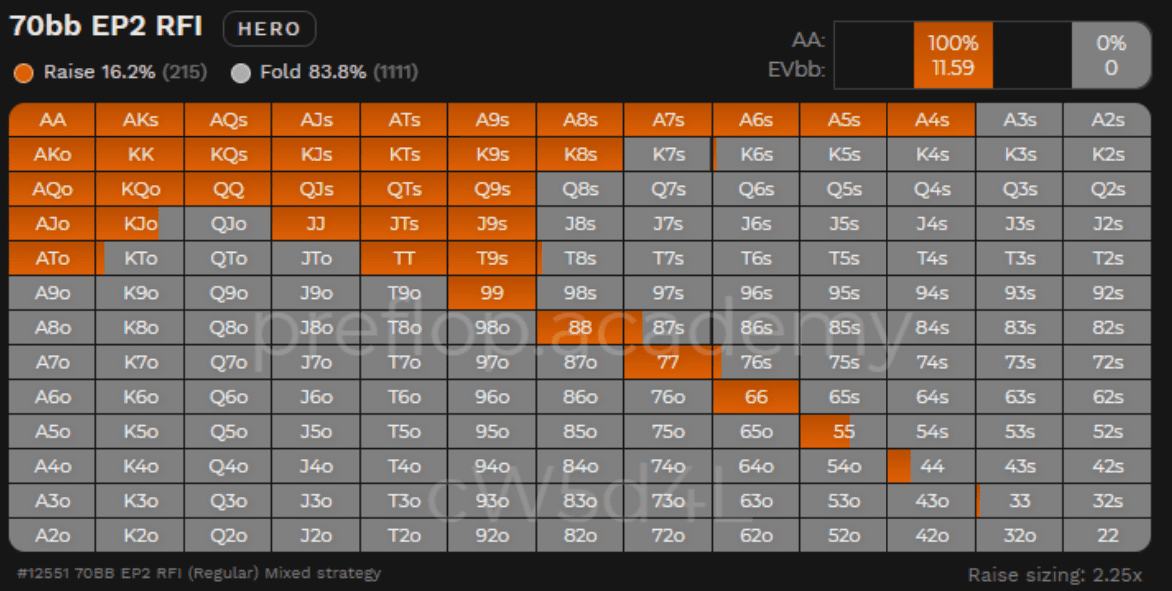 70bb EP2 RFI HERO
AA: 100% 0%
Raise 16.2% (215) Fold 83.8% (1111)
EVbb: 11.59 0
AA AKs AQs AJs ATs A9s A8s A7s A6s A5s A4s A3s A2s
AKo KK KQs KJs KTs K9s K8s K7s K6s K5s K4s K3s K2s
AQo KQo QQ QJs QTs Q9s Q8s Q7s Q6s Q5s Q4s Q3s Q2s
AJo KJo QJo JJ JTs J9s J8s J7s J6s J5s J4s J3s J2s
ATo KTo QTo JTo TT T9s T8s T7s T6s T5s T4s T3s T2s
A9o K9o Q9o J9o T9o 99 98s 97s 96s 95s 94s 93s 92s
A8o K8o Q8o J8o T8o 98o 88 87s 86s 85s 84s 83s 82s
preflop.academy
A7o K7o Q7o J7o T7o 97o 87o 77 76s 75s 74s 73s 72s
A6o K6o Q6o J6o T6o 96o 86o 76o 66 65s 64s 63s 62s
A5o K5o Q5o J5o T5o 95o 85o 75o 65o 55 54s 53s 52s
A4o K4o Q4o J4o T4o 94o 84o 74o 64o 54o 44 43s 42s
cW5d4L
A3o K3o Q3o J3o T3o 93o 83o 73o 63o 53o 43o 33 32s
A2o K2o Q2o J2o T2o 92o 82o 72o 62o 52o 42o 32o 22
#12551 70BB EP2 RFI (Regular) Mixed strategy
Raise sizing: 2.25x